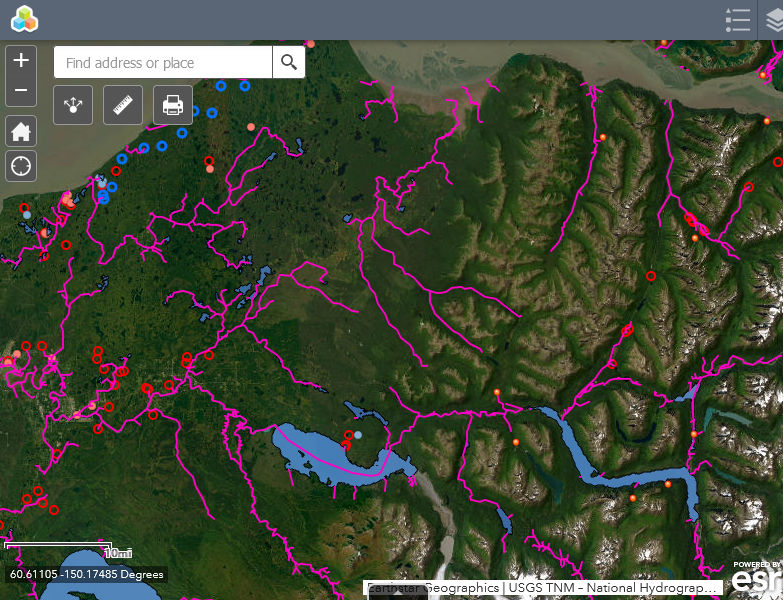 Find address or place
10mi
60.61105 -150.17485 Degrees
Earthstar Geographics | USGS TNM – National Hydrograp...
POWERED BY
esri